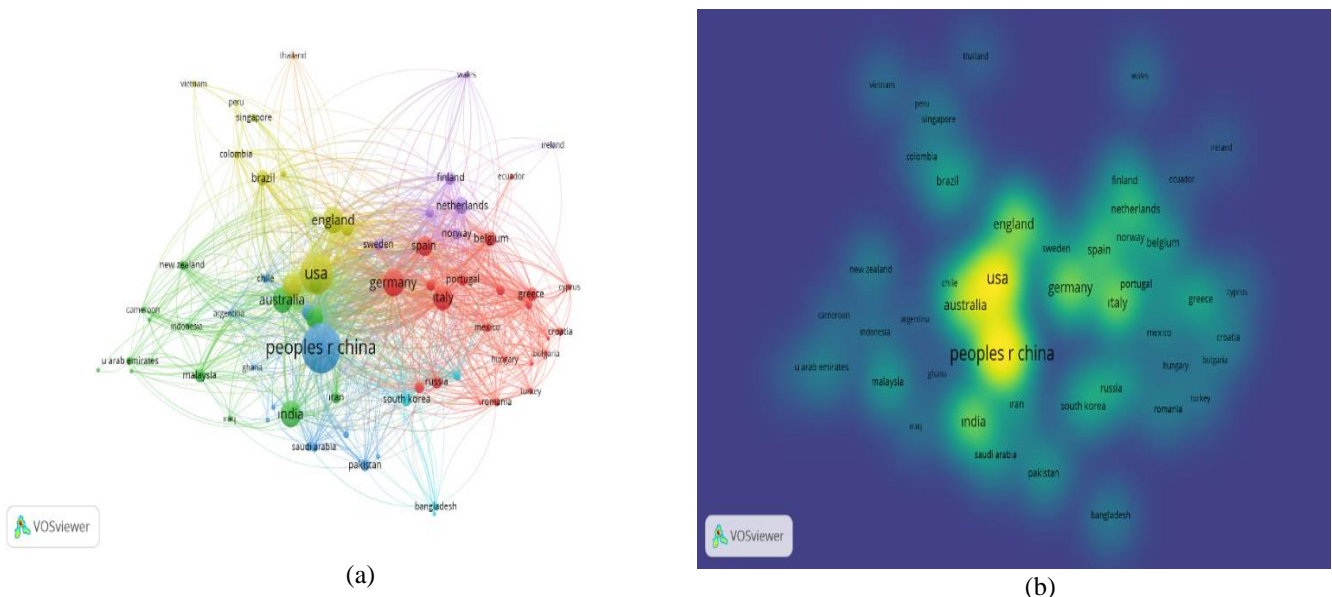 thailand
wales
vietnam
peru
singapore
ireland
colombia
ecuador
brazil
finland
netherlands
england
norway
belgium
sweden
spain
new zealand
usa
chile
germany
portugal
cyprus
australia
italy
greece
cameroon
argentina
indonesia
mexico
croatia
peoples r china
hungary
bulgaria
u arab emirates
ghana
malaysia
russia
turkey
iran
south korea
romania
india
iraq
saudi arabia
pakistan
bangladesh
VOSviewer
(a)
thailand
wales
vietnam
peru
singapore
ireland
colombia
ecuador
brazil
finland
netherlands
england
norway
belgium
sweden
spain
new zealand
usa
chile
germany
portugal
cyprus
australia
italy
greece
cameroon
argentina
indonesia
mexico
croatia
peoples r china
hungary
bulgaria
u arab emirates
ghana
malaysia
russia
turkey
iran
south korea
romania
india
iraq
saudi arabia
pakistan
bangladesh
VOSviewer
(b)